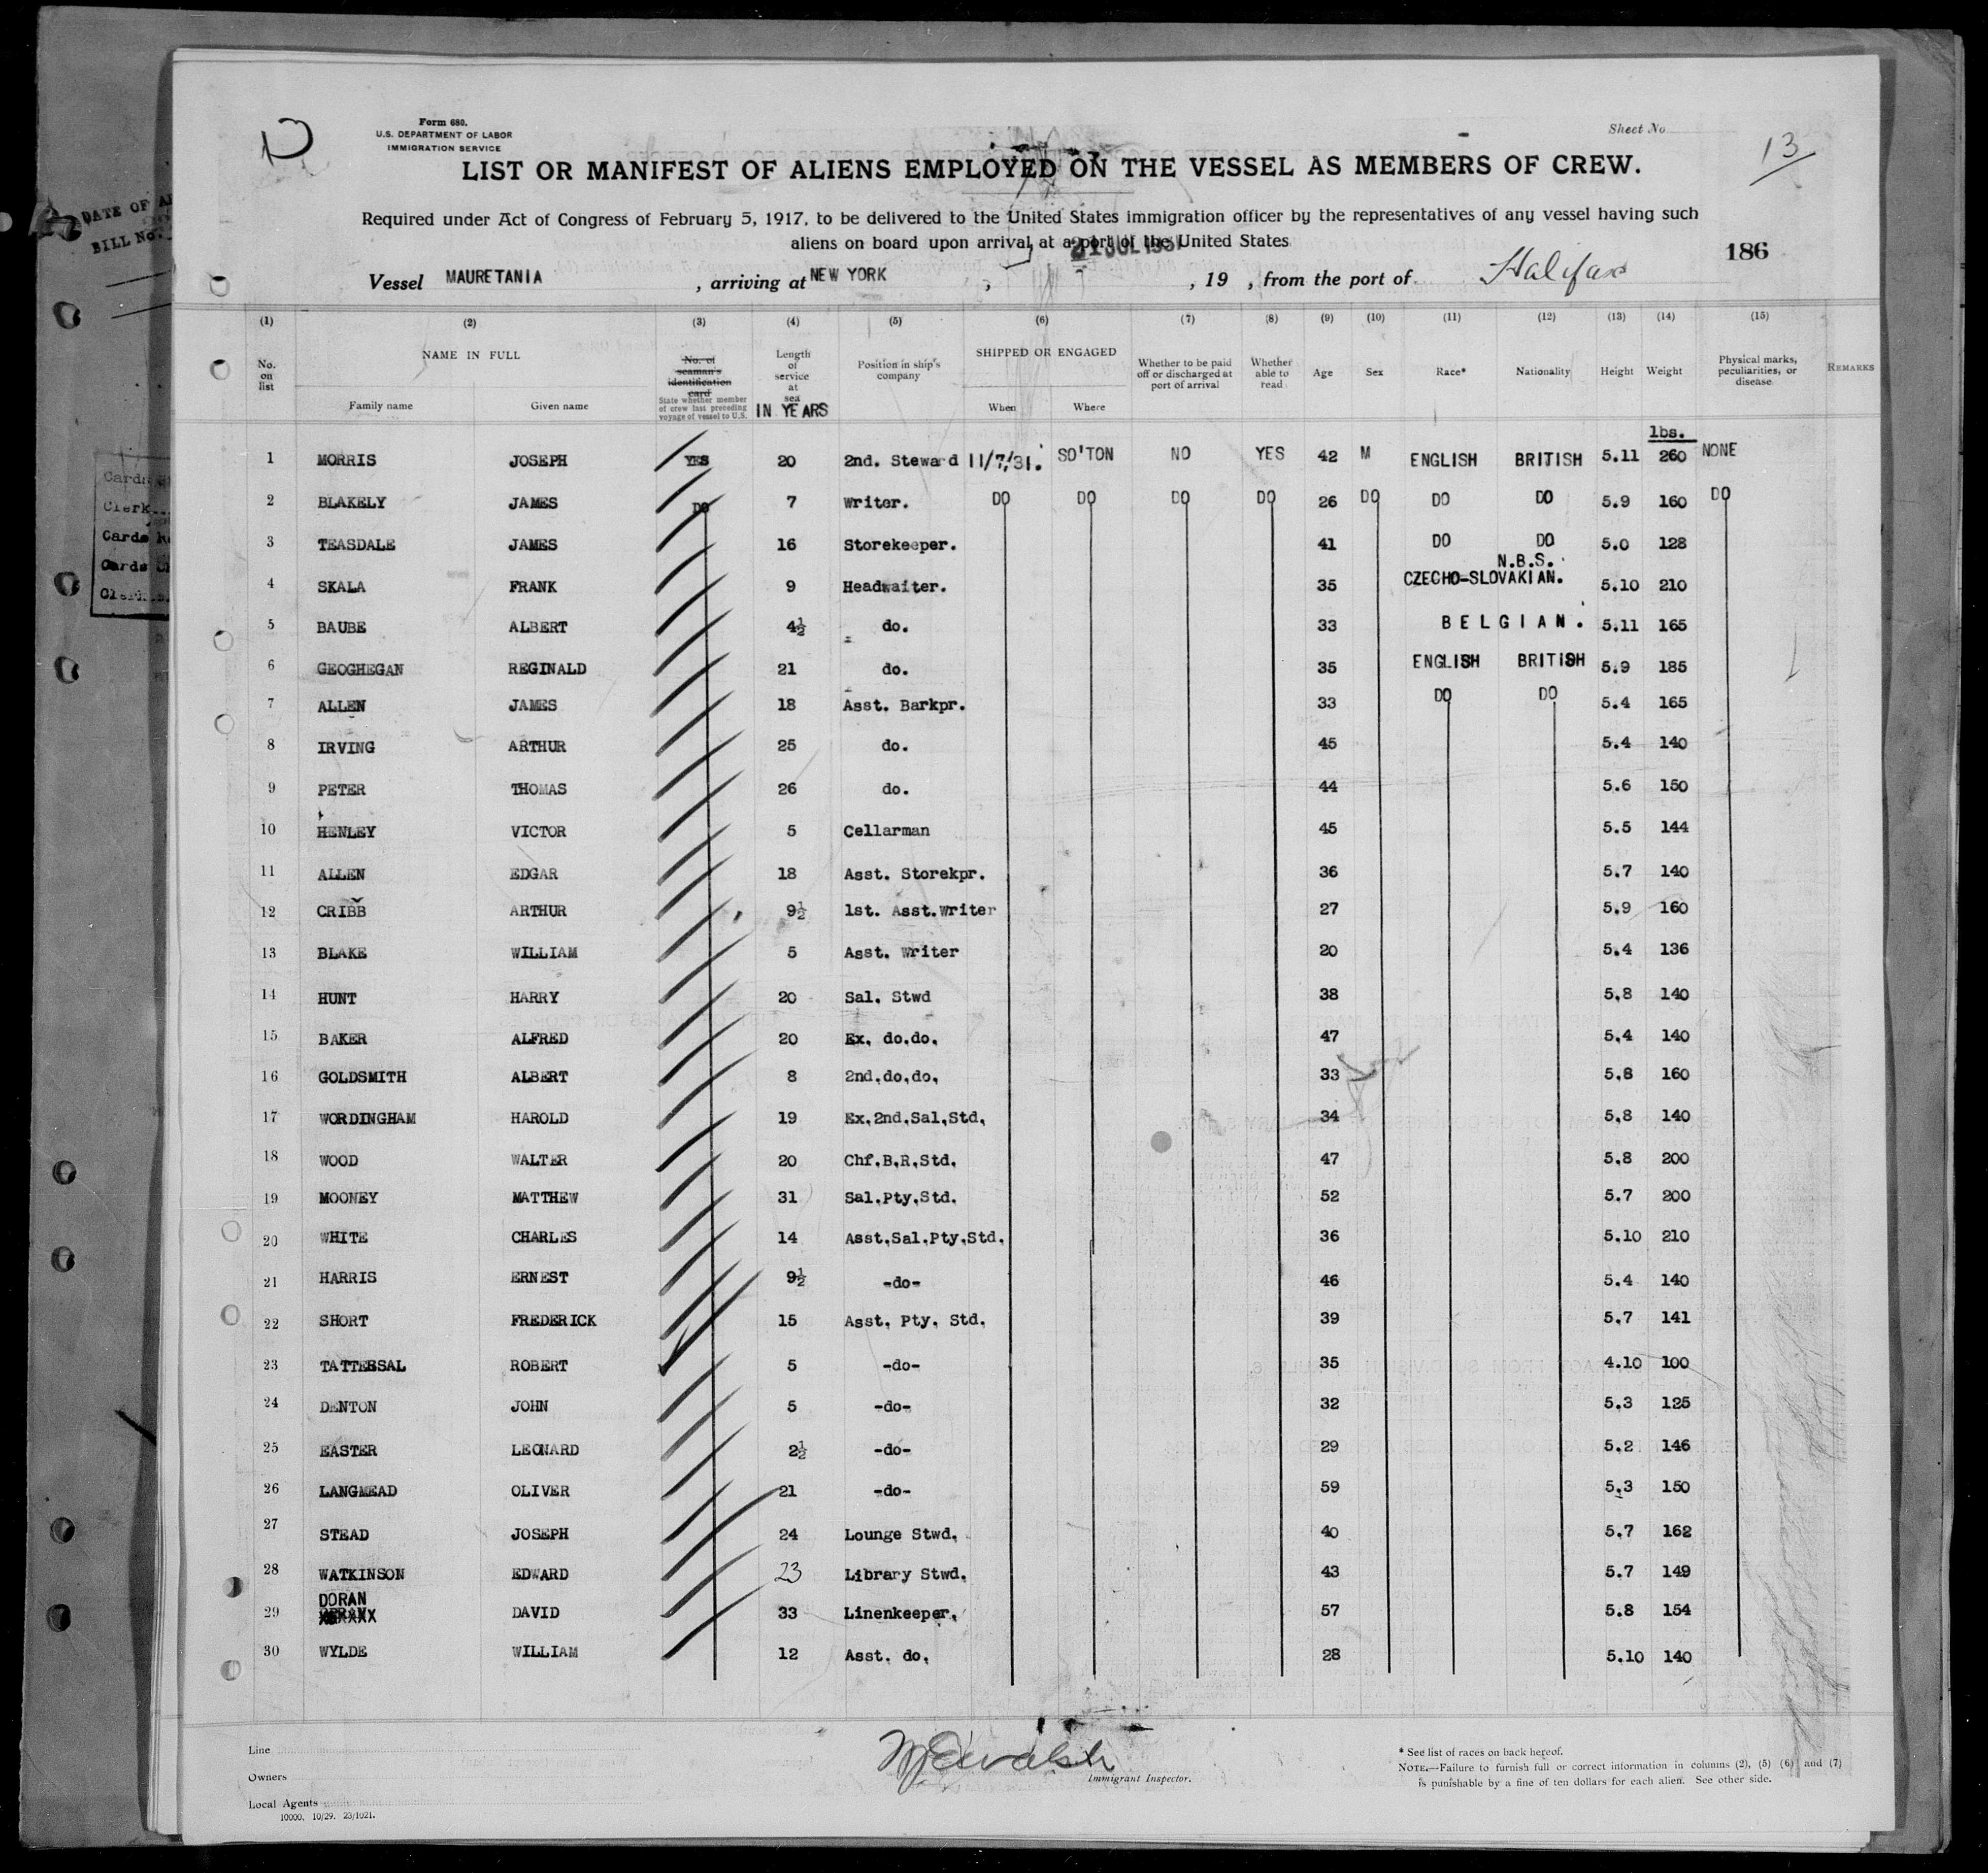 Form 680.
U.S. DEPARTMENT OF LABOR
IMMIGRATION SERVICE
Sheet No
13
LIST OR MANIFEST OF ALIENS EMPLOYED ON THE VESSEL AS MEMBERS OF CREW.
Required under Act of Congress of February 5, 1917, to be delivered to the United States immigration officer by the representatives of any vessel having such
aliens on board upon arrival at a port of the United States
21 JUL 1931
186
Vessel MAURETANIA , arriving at NEW YORK , , 19 , from the port of Halifax
(1) (2) (3) (4) (5) (6) (7) (8) (9) (10) (11) (12) (13) (14) (15)
No. on list NAME IN FULL Family name Given name No. of seaman's identification card State whether member of crew last preceding voyage of vessel to U.S. Length of service at sea IN YEARS Position in ship's company SHIPPED OR ENGAGED When Where Whether to be paid off or discharged at port of arrival Whether able to read Age Sex Race* Nationality Height Weight Physical marks, peculiarities, or disease REMARKS
lbs.
1 MORRIS JOSEPH YES 20 2nd. Steward 11/7/31. SO'TON NO YES 42 M ENGLISH BRITISH 5.11 260 NONE
2 BLAKELY JAMES DO 7 Writer. DO DO DO DO 26 DO DO DO 5.9 160 DO
3 TEASDALE JAMES 16 Storekeeper. 41 DO DO 5.0 128
N.B.S.
4 SKALA FRANK 9 Headwaiter. 35 CZECHO-SLOVAKIAN. 5.10 210
5 BAUBE ALBERT 4½ do. 33 BELGIAN. 5.11 165
6 GEOGHEGAN REGINALD 21 do. 35 ENGLISH BRITISH 5.9 185
7 ALLEN JAMES 18 Asst. Barkpr. 33 DO DO 5.4 165
8 IRVING ARTHUR 25 do. 45 5.4 140
9 PETER THOMAS 26 do. 44 5.6 150
10 HENLEY VICTOR 5 Cellarman 45 5.5 144
11 ALLEN EDGAR 18 Asst. Storekpr. 36 5.7 140
12 CRIBB ARTHUR 9½ 1st. Asst.Writer 27 5.9 160
13 BLAKE WILLIAM 5 Asst. Writer 20 5.4 136
14 HUNT HARRY 20 Sal. Stwd 38 5.8 140
15 BAKER ALFRED 20 Ex. do.do. 47 5.4 140
16 GOLDSMITH ALBERT 8 2nd.do.do. 33 5.8 160
17 WORDINGHAM HAROLD 19 Ex.2nd.Sal.Std. 34 5.8 140
18 WOOD WALTER 20 Chf.B.R.Std. 47 5.8 200
19 MOONEY MATTHEW 31 Sal.Pty.Std. 52 5.7 200
20 WHITE CHARLES 14 Asst.Sal.Pty.Std. 36 5.10 210
21 HARRIS ERNEST 9½ -do- 46 5.4 140
22 SHORT FREDERICK 15 Asst. Pty. Std. 39 5.7 141
23 TATTERSAL ROBERT 5 -do- 35 4.10 100
24 DENTON JOHN 5 -do- 32 5.3 125
25 EASTER LEONARD 2½ -do- 29 5.2 146
26 LANGMEAD OLIVER 21 -do- 59 5.3 150
27 STEAD JOSEPH 24 Lounge Stwd. 40 5.7 162
28 WATKINSON EDWARD 23 Library Stwd. 43 5.7 149
29 DORAN DAVID 33 Linenkeeper. 57 5.8 154
30 WYLDE WILLIAM 12 Asst. do. 28 5.10 140
Line
Owners
Local Agents
10000. 10/29. 23/1021.
Immigrant Inspector.
* See list of races on back hereof.
NOTE.—Failure to furnish full or correct information in columns (2), (5) (6) and (7)
is punishable by a fine of ten dollars for each alien. See other side.
DATE OF
BILL No.
Cards
Clerk
Cards
Cards